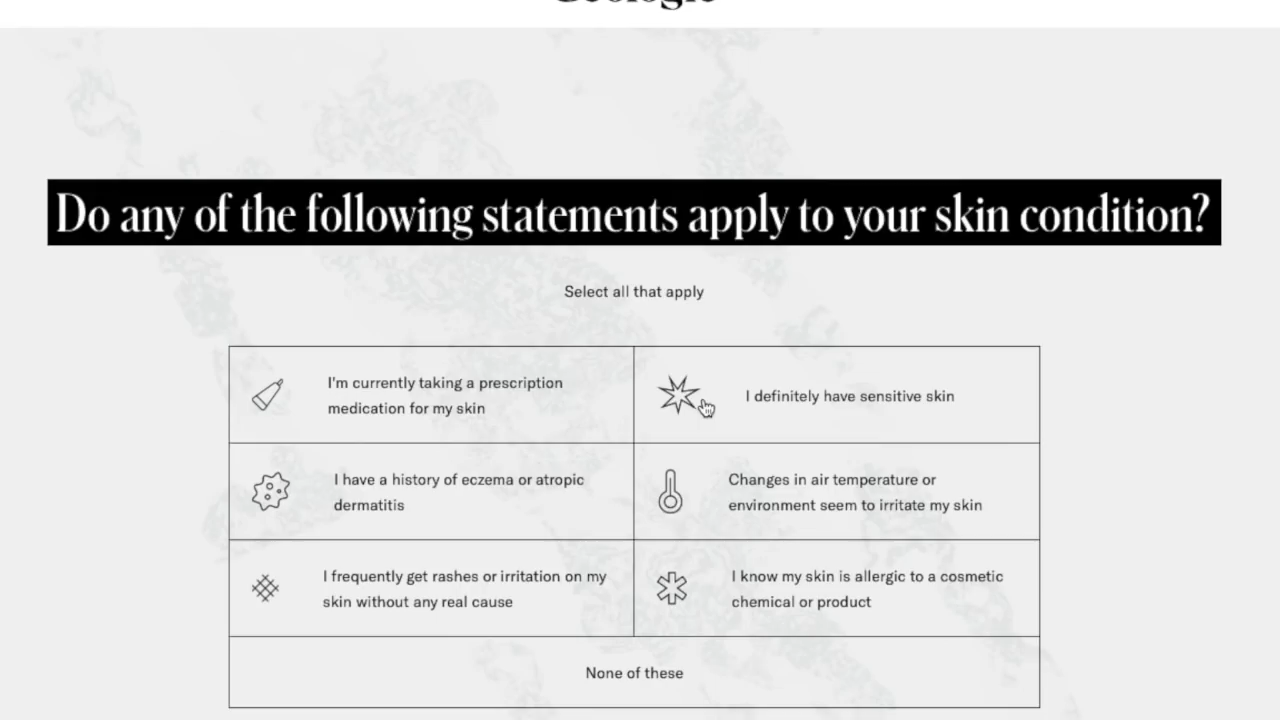 Do any of the following statements apply to your skin condition?
Select all that apply
I'm currently taking a prescription
medication for my skin
I definitely have sensitive skin
I have a history of eczema or atropic
dermatitis
Changes in air temperature or
environment seem to irritate my skin
I frequently get rashes or irritation on my
skin without any real cause
I know my skin is allergic to a cosmetic
chemical or product
None of these